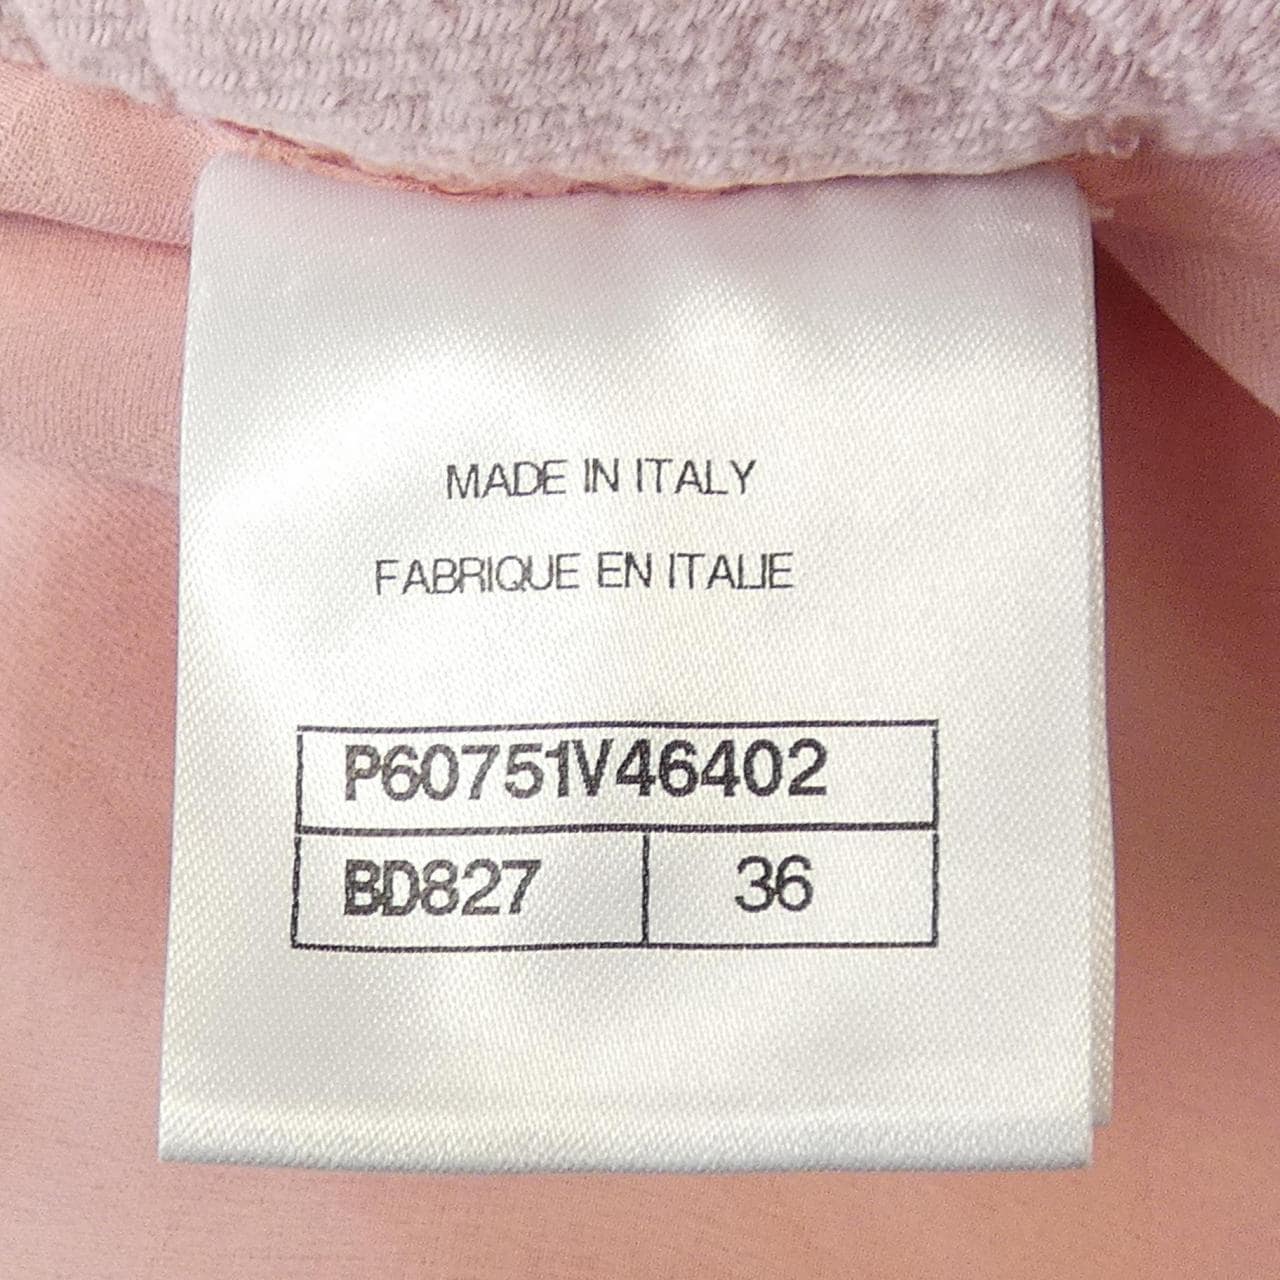 MADE IN ITALY
FABRIQUE EN ITALIE
P60751V46402
BD827 36